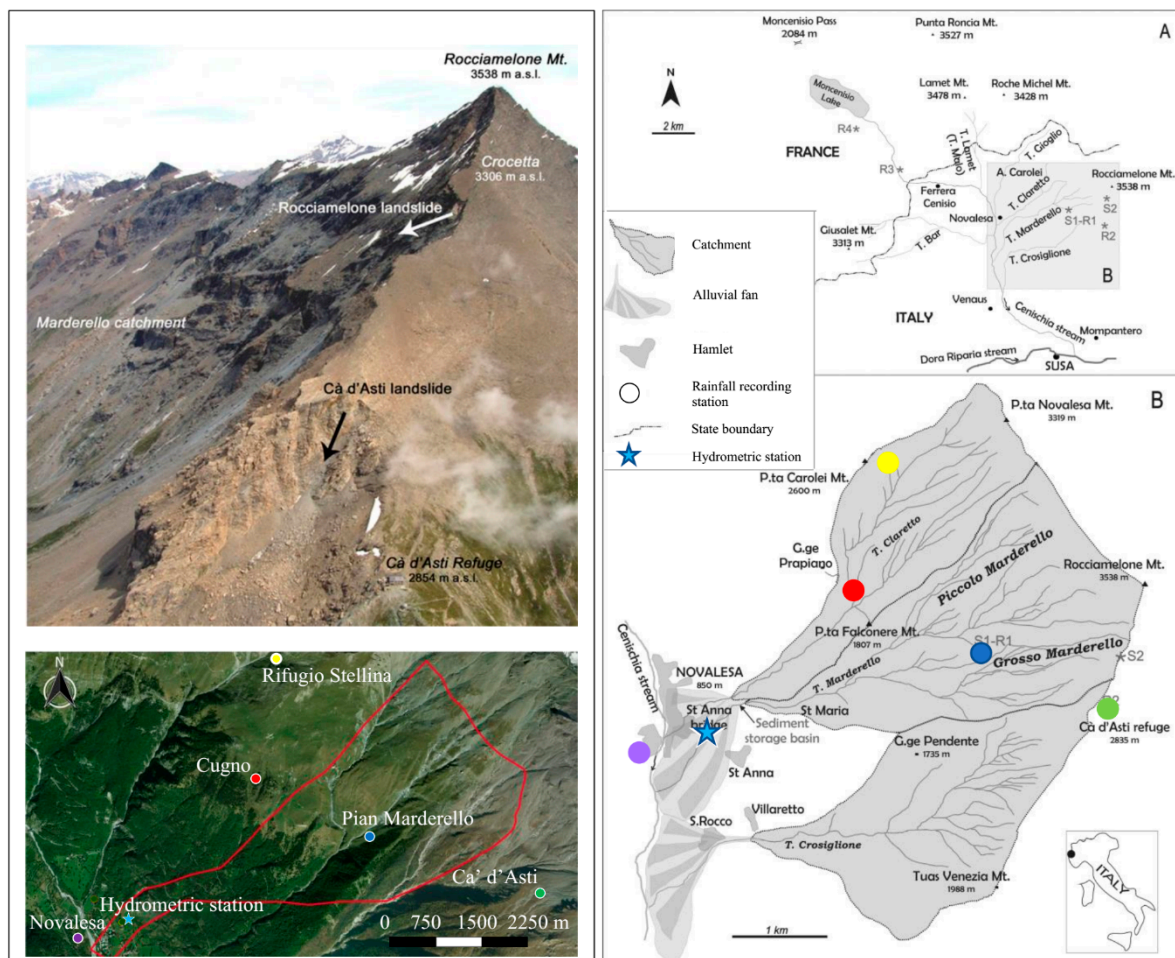 Rocciamelone Mt.
3538 m a.s.l.
Crocetta
3306 m a.s.l.
Rocciamelone landslide
Marderello catchment
Cà d'Asti landslide
Cà d'Asti Refuge
2854 m a.s.l.
N
Rifugio Stellina
Cugno
Pian Marderello
Ca' d'Asti
Hydrometric station
Novalesa
0 750 1500 2250 m
A
Moncenisio Pass
2084 m
Punta Roncia Mt.
3527 m
N
2 km
Moncenisio
Lake
Lamet Mt.
3478 m
Roche Michel Mt.
3428 m
R4
FRANCE
R3
T. Lamet
(T. Maio)
T. Gioglio
Ferrera
Cenisio
A. Carolei
T. Claretto
Rocciamelone Mt.
3538 m
Novalesa
S2
S1-R1
T. Marderello
R2
Giusalet Mt.
3313 m
T. Bar
T. Crosiglione
B
Venaus
Cenischia stream
ITALY
Mompantero
Dora Riparia stream
SUSA
Catchment
Alluvial fan
Hamlet
Rainfall recording
station
State boundary
Hydrometric station
B
P.ta Novalesa Mt.
3319 m
P.ta Carolei Mt.
2600 m
T. Claretto
G.ge
Prapiano
Piccolo Marderello
Rocciamelone Mt.
3538 m
P.ta Falconere Mt.
1807 m
S1-R1
Grosso Marderello
S2
Cenischia stream
NOVALESA
850 m
T. Marderello
St Anna
bridge
St Maria
Sediment
storage basin
Cà d'Asti refuge
2835 m
G.ge Pendente
1735 m
St Anna
Villaretto
S.Rocco
T. Crosiglione
Tuas Venezia Mt.
1988 m
1 km
ITALY